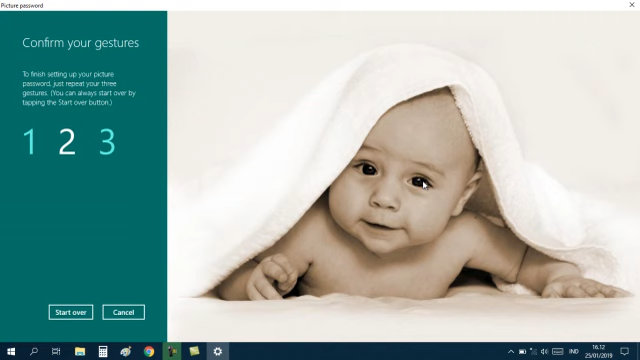 Picture password
Confirm your gestures
To finish setting up your picture
password, just repeat your three
gestures. (You can always start over by
tapping the Start over button.)
1 2 3
Start over
Cancel
IND
16.12
25/01/2019